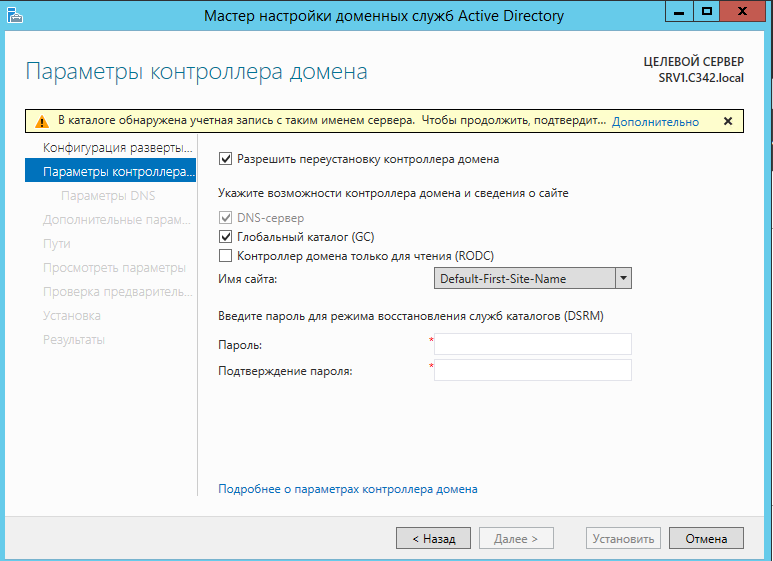 Мастер настройки доменных служб Active Directory
Параметры контроллера домена
ЦЕЛЕВОЙ СЕРВЕР
SRV1.C342.local
В каталоге обнаружена учетная запись с таким именем сервера. Чтобы продолжить, подтвердит... Дополнительно
Конфигурация разверты...
Параметры контроллера...
Параметры DNS
Дополнительные парам...
Пути
Просмотреть параметры
Проверка предваритель...
Установка
Результаты
Разрешить переустановку контроллера домена
Укажите возможности контроллера домена и сведения о сайте
DNS-сервер
Глобальный каталог (GC)
Контроллер домена только для чтения (RODC)
Имя сайта: Default-First-Site-Name
Введите пароль для режима восстановления служб каталогов (DSRM)
Пароль: *
Подтверждение пароля: *
Подробнее о параметрах контроллера домена
< Назад Далее > Установить Отмена